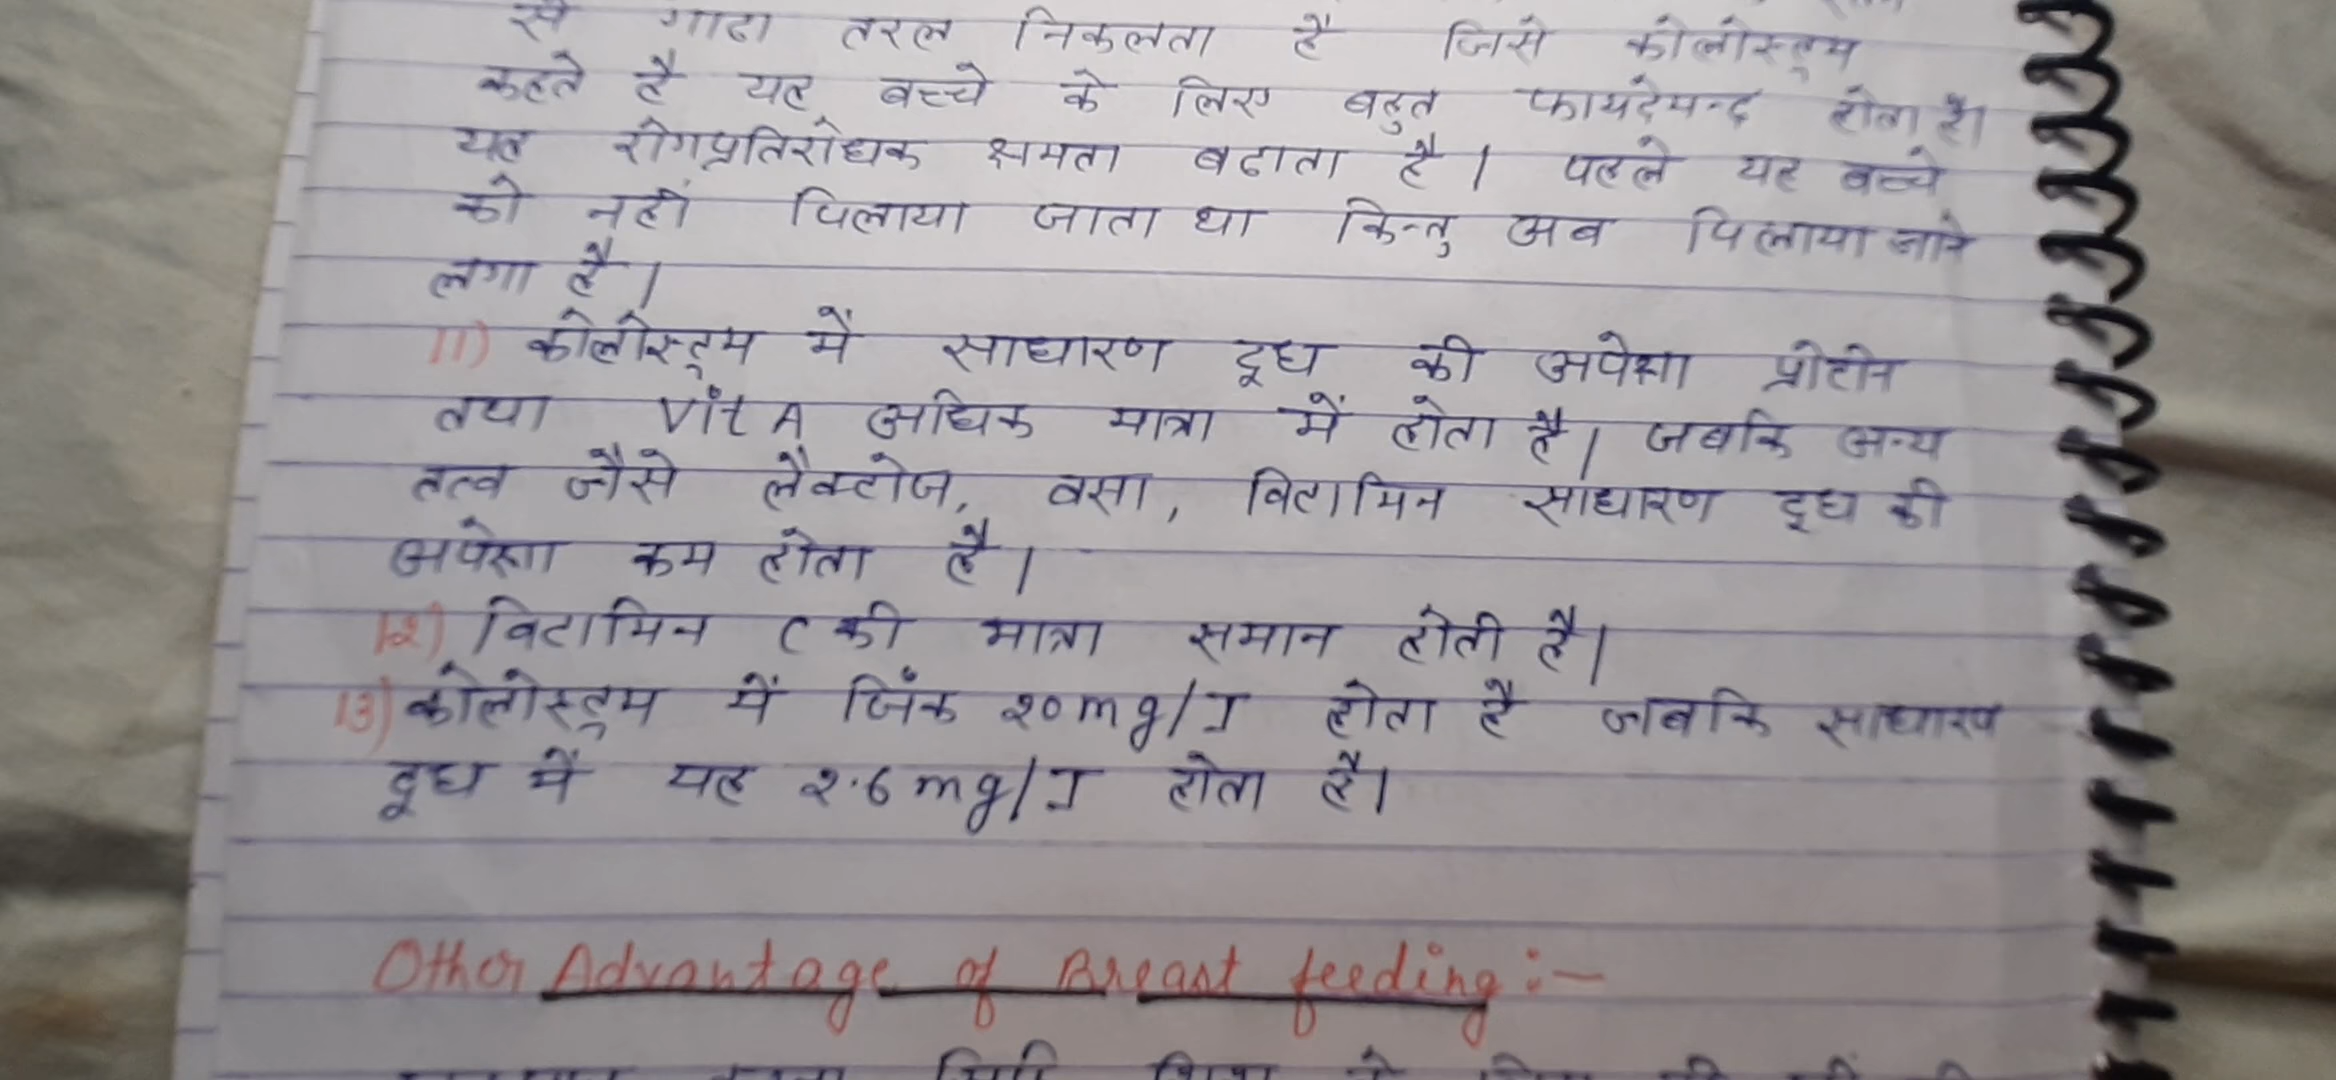 से गाढा तरल निकलता है जिसे कोलोस्ट्रम
कहते है यह बच्चे के लिए बहुत फायदेमन्द होता है।
यह रोगप्रतिरोधक क्षमता बढाता है। पहले यह बच्चे
को नहीं पिलाया जाता था किन्तु अब पिलाया जाने
लगा है।
11) कोलोस्ट्रम में साधारण दूध की अपेक्षा प्रोटीन
तथा Vit A अधिक मात्रा में होता है। जबकि अन्य
तत्व जैसे लैक्टोज, वसा, विटामिन साधारण दूध की
अपेक्षा कम होता है।
12) विटामिन C की मात्रा समान होती है।
13) कोलोस्ट्रम में जिंक 20mg/I होता है जबकि साधारण
दूध में यह 2.6 mg/I होता है।
Other Advantage of Breast feeding:-